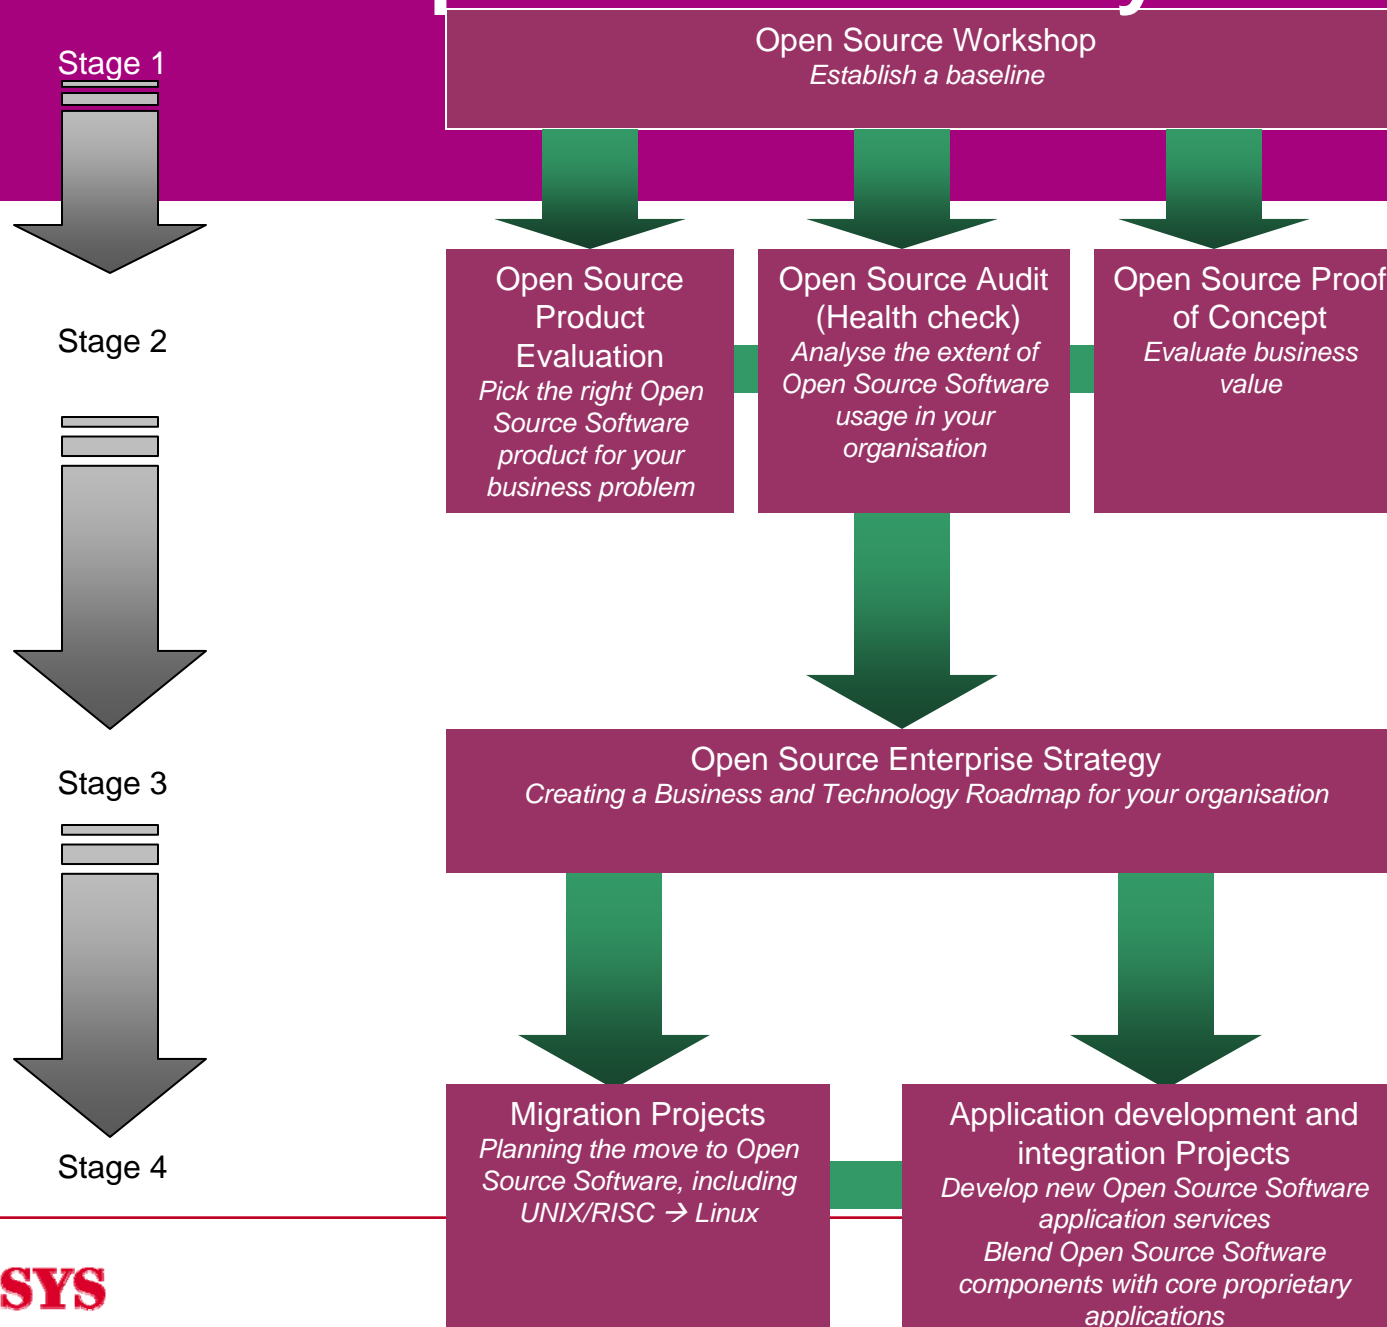 Stage 1
Open Source Workshop
Establish a baseline
Stage 2
Open Source
Product
Evaluation
Pick the right Open
Source Software
product for your
business problem
Open Source Audit
(Health check)
Analyse the extent of
Open Source Software
usage in your
organisation
Open Source Proof
of Concept
Evaluate business
value
Stage 3
Open Source Enterprise Strategy
Creating a Business and Technology Roadmap for your organisation
Stage 4
Migration Projects
Planning the move to Open
Source Software, including
UNIX/RISC → Linux
Application development and
integration Projects
Develop new Open Source Software
application services
Blend Open Source Software
components with core proprietary
applications
SYS